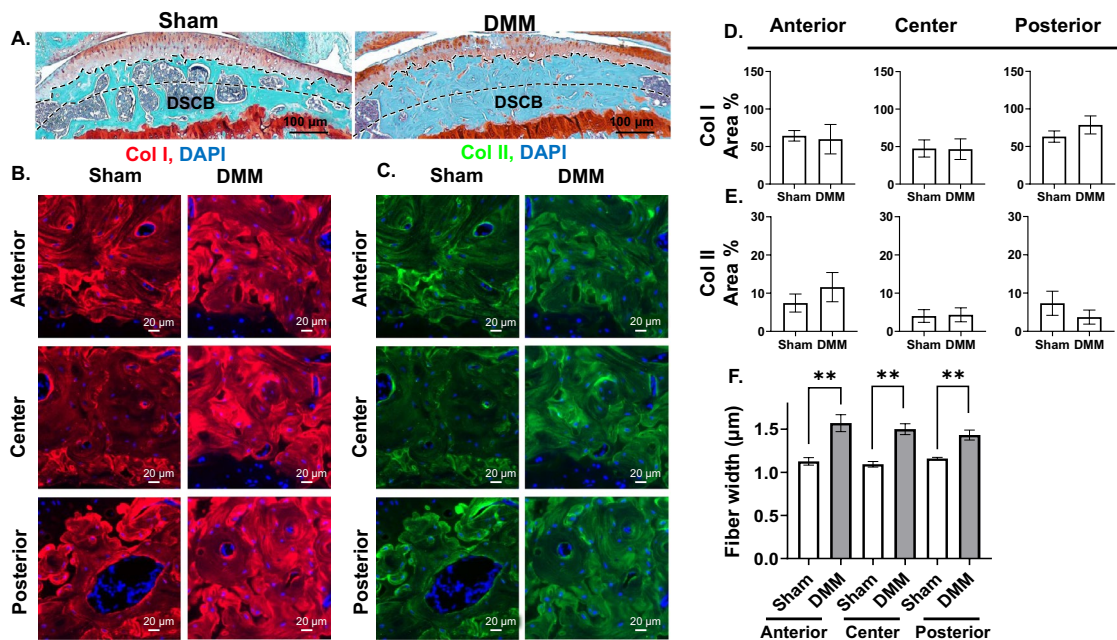 A.
Sham
DMM
DSCB
100 µm
DSCB
100 µm
Col I, DAPI
Col II, DAPI
B.
Sham
DMM
C.
Sham
DMM
Anterior
20 µm
20 µm
Anterior
20 µm
20 µm
Center
20 µm
20 µm
Center
20 µm
20 µm
Posterior
20 µm
20 µm
Posterior
20 µm
20 µm
D.
Anterior
Center
Posterior
Col I
Area %
150
100
50
0
Sham DMM
150
100
50
0
Sham DMM
150
100
50
0
Sham DMM
E.
Col II
Area %
30
20
10
0
Sham DMM
30
20
10
0
Sham DMM
30
20
10
0
Sham DMM
F.
Fiber width (µm)
1.5
1.0
0.5
0.0
**
**
**
Sham
DMM
Sham
DMM
Sham
DMM
Anterior
Center
Posterior